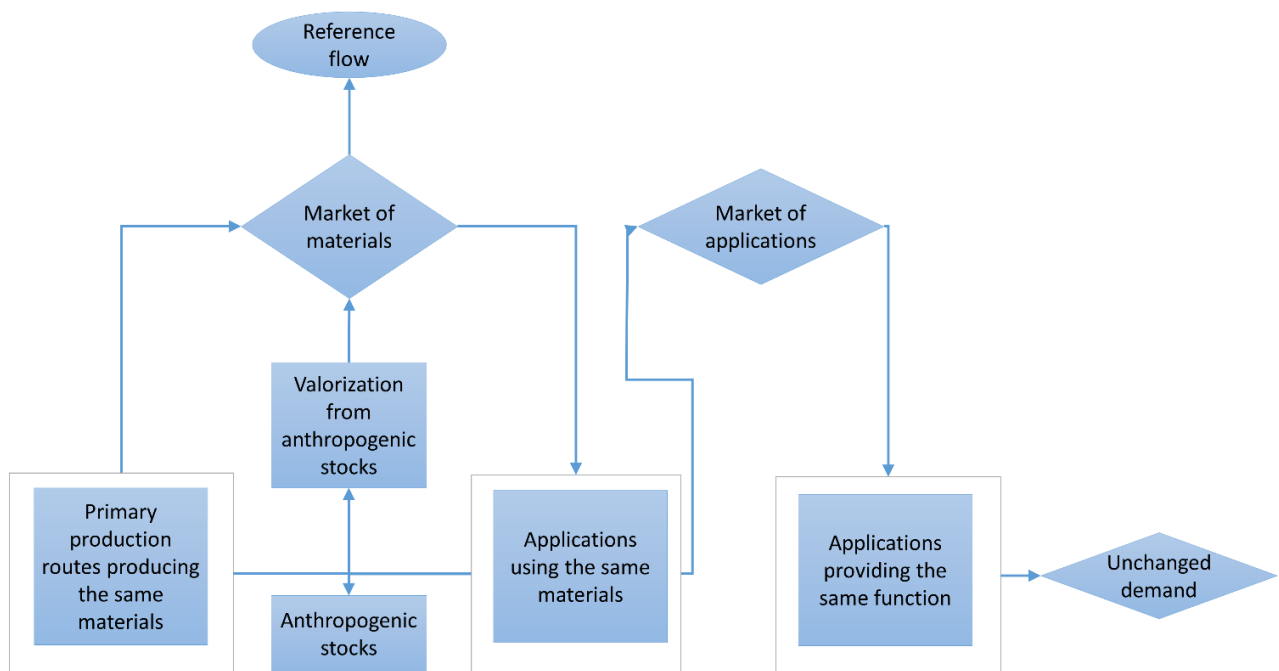 Reference
flow
Market of
materials
Market of
applications
Valorization
from
anthropogenic
stocks
Primary
production
routes producing
the same
materials
Anthropogenic
stocks
Applications
using the same
materials
Applications
providing the
same function
Unchanged
demand